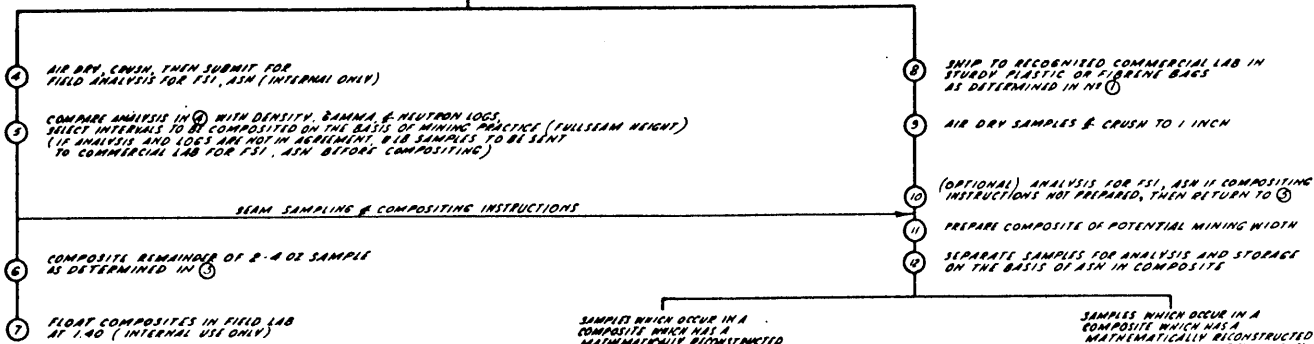 4 AIR DRY, CRUSH, THEN SUBMIT FOR
FIELD ANALYSIS FOR FSI, ASH (INTERNAL ONLY)
5 COMPARE ANALYSIS IN 4 WITH DENSITY, GAMMA, & NEUTRON LOGS,
SELECT INTERVALS TO BE COMPOSITED ON THE BASIS OF MINING PRACTICE (FULLSEAM HEIGHT)
(IF ANALYSIS AND LOGS ARE NOT IN AGREEMENT, LB SAMPLES TO BE SENT
TO COMMERCIAL LAB FOR FSI, ASH BEFORE COMPOSITING)
SEAM SAMPLING & COMPOSITING INSTRUCTIONS
6 COMPOSITE REMAINDER OF 2-4 OZ SAMPLE
AS DETERMINED IN 5
7 FLOAT COMPOSITES IN FIELD LAB
AT 1.40 (INTERNAL USE ONLY)
8 SHIP TO RECOGNIZED COMMERCIAL LAB IN
STURDY PLASTIC OR FIBRENE BAGS
AS DETERMINED IN Nº 1
9 AIR DRY SAMPLES & CRUSH TO 1 INCH
10 (OPTIONAL) ANALYSIS FOR FSI, ASH IF COMPOSITING
INSTRUCTIONS NOT PREPARED, THEN RETURN TO 5
11 PREPARE COMPOSITE OF POTENTIAL MINING WIDTH
12 SEPARATE SAMPLES FOR ANALYSIS AND STORAGE
ON THE BASIS OF ASH IN COMPOSITE
SAMPLES WHICH OCCUR IN A
COMPOSITE WHICH HAS A
MATHEMATICALLY RECONSTRUCTED
SAMPLES WHICH OCCUR IN A
COMPOSITE WHICH HAS A
MATHEMATICALLY RECONSTRUCTED